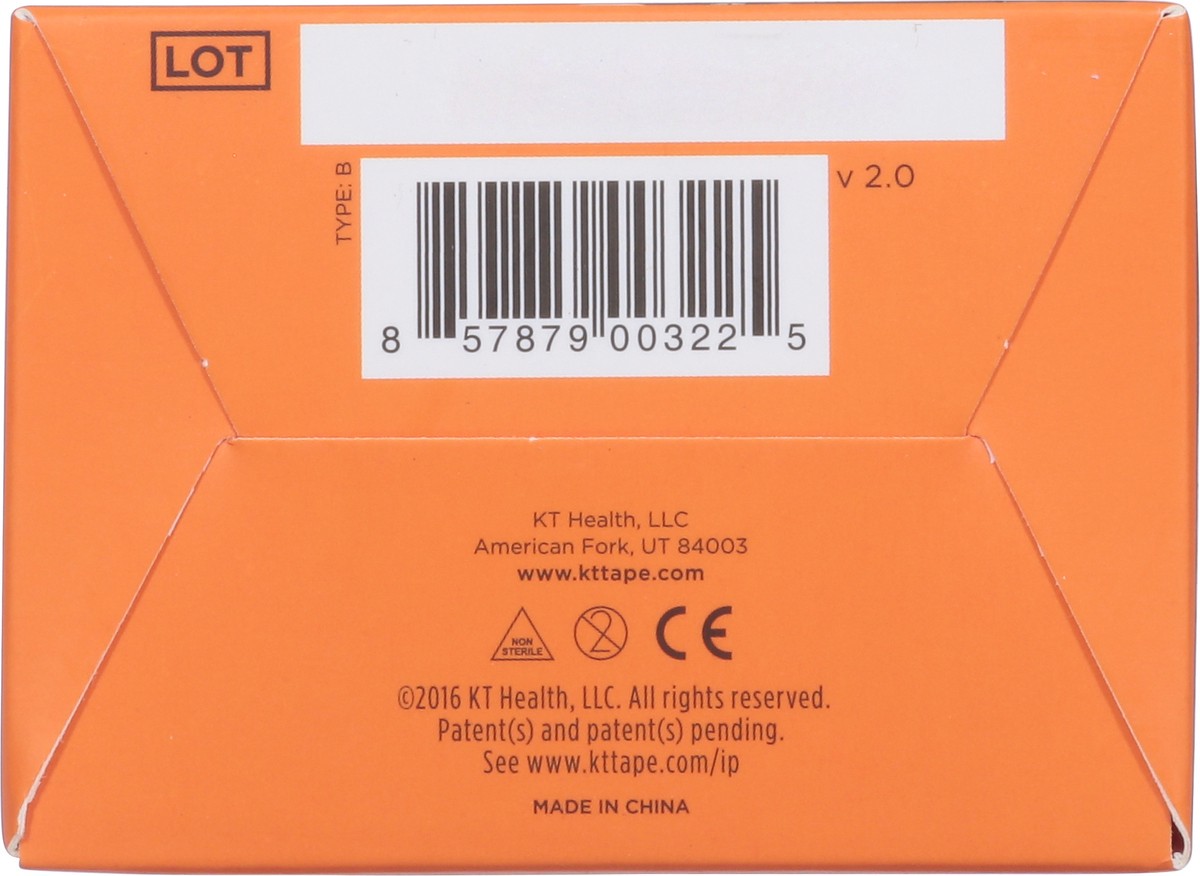 LOT
TYPE: B
v 2.0
8 57879 00322 5
KT Health, LLC
American Fork, UT 84003
www.kttape.com
NON
STERILE
2
CE
©2016 KT Health, LLC. All rights reserved.
Patent(s) and patent(s) pending.
See www.kttape.com/ip
MADE IN CHINA